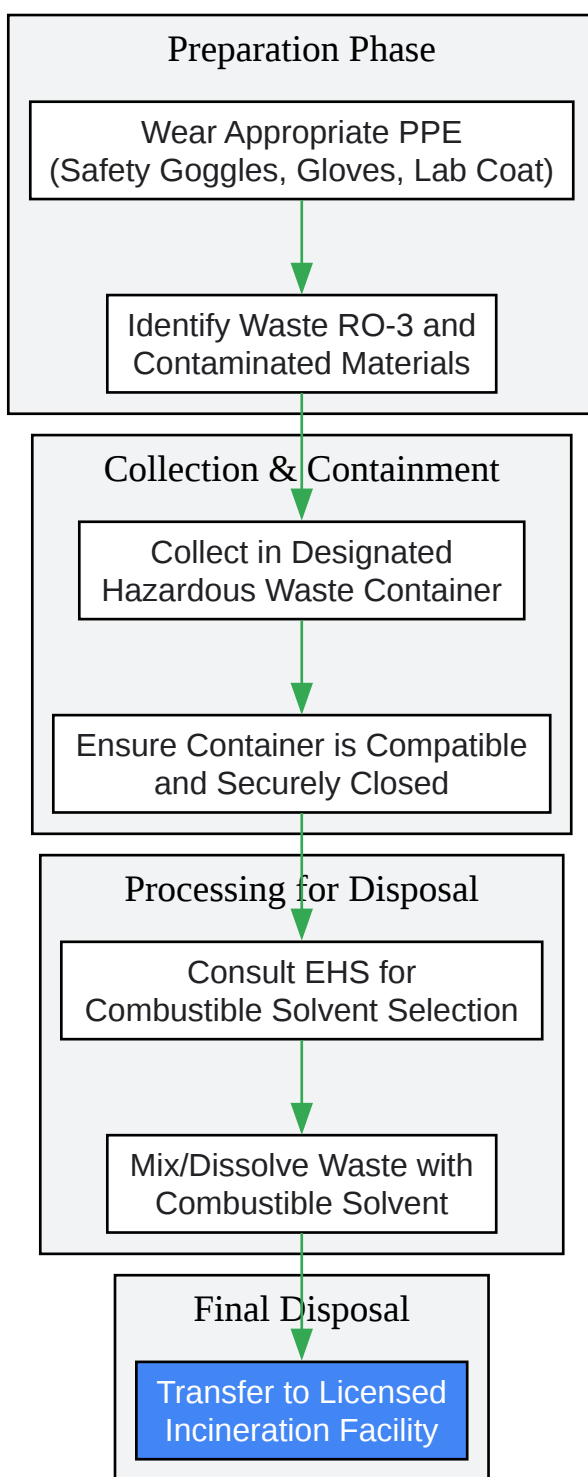 Preparation Phase
Wear Appropriate PPE
(Safety Goggles, Gloves, Lab Coat)
Identify Waste RO-3 and
Contaminated Materials
Collection & Containment
Collect in Designated
Hazardous Waste Container
Ensure Container is Compatible
and Securely Closed
Processing for Disposal
Consult EHS for
Combustible Solvent Selection
Mix/Dissolve Waste with
Combustible Solvent
Final Disposal
Transfer to Licensed
Incineration Facility